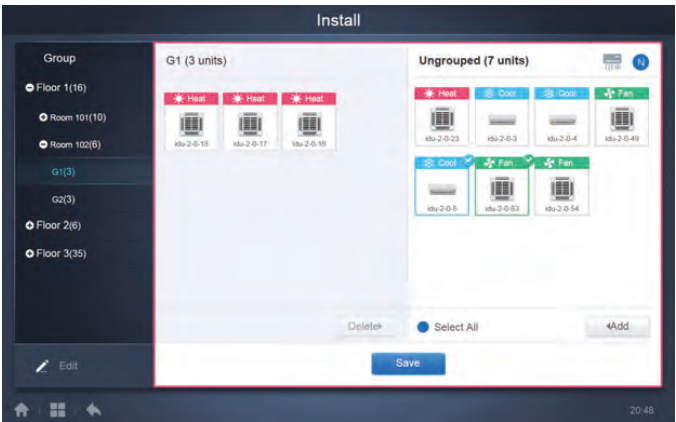 Install
Group
Floor 1(16)
Room 101(10)
Room 102(6)
G1(3)
G2(3)
Floor 2(6)
Floor 3(35)
Edit
G1 (3 units)
Heat Heat Heat
idu-2-0-18 idu-2-0-17 idu-2-0-16
Delete
Ungrouped (7 units) N
Heat Cool Cool Fan
idu-2-0-23 idu-2-0-3 idu-2-0-4 idu-2-0-49
Cool Fan Fan
idu-2-0-5 idu-2-0-53 idu-2-0-54
Select All Add
Save
20:48